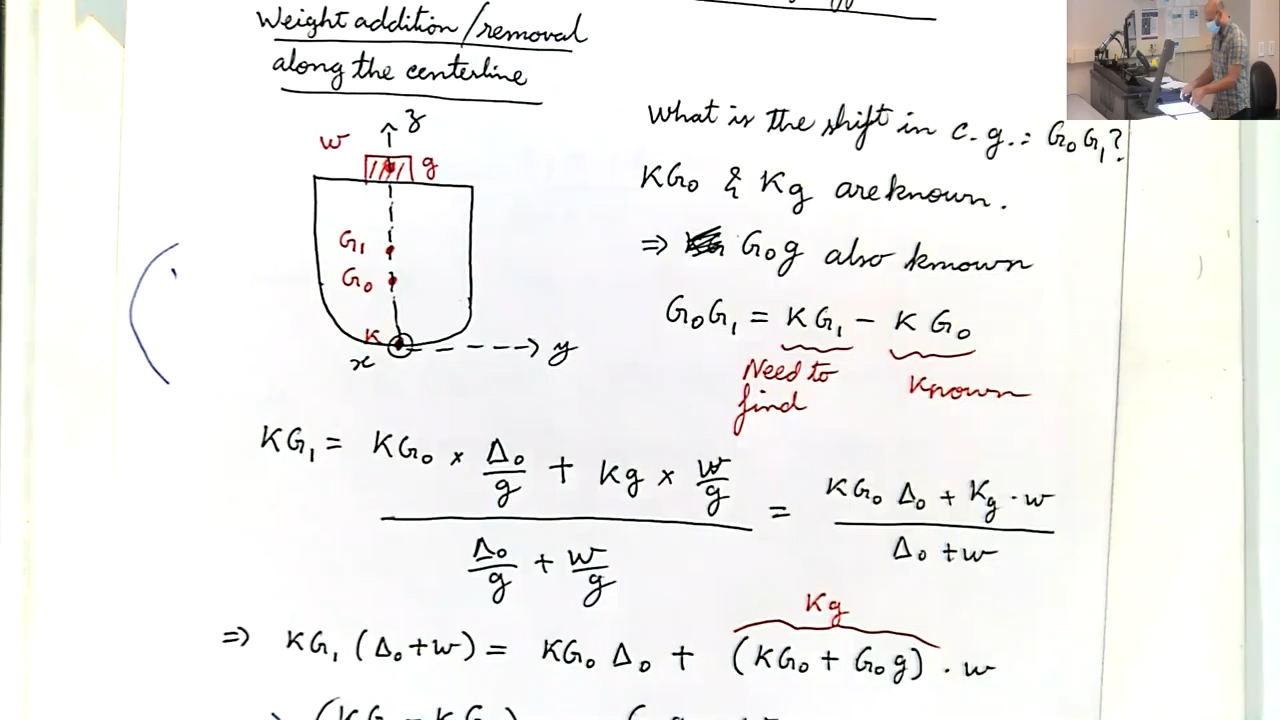 Weight addition/removal
along the centerline
z
w
g
G₁
G₀
K
x
y
What is the shift in c.g.: G₀G₁?
KG₀ & Kg are known.
⇒ G₀g also known
G₀G₁ = KG₁ − KG₀
Need to find
Known
KG₁ = (KG₀ × Δ₀/g + Kg × w/g) / (Δ₀/g + w/g) = (KG₀ Δ₀ + Kg · w) / (Δ₀ + w)
Kg
⇒ KG₁ (Δ₀+w) = KG₀ Δ₀ + (KG₀ + G₀g) · w